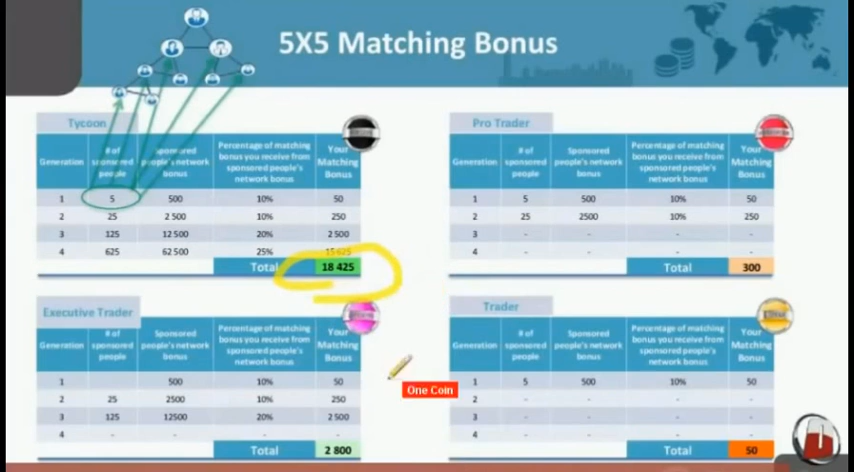 5X5 Matching Bonus
Tycoon
Generation | # of sponsored people | Sponsored people's network bonus | Percentage of matching bonus you receive from sponsored people's network bonus | Your Matching Bonus
1 | 5 | 500 | 10% | 50
2 | 25 | 2 500 | 10% | 250
3 | 125 | 12 500 | 20% | 2 500
4 | 625 | 62 500 | 25% | 15 625
Total | 18 425
Pro Trader
Generation | # of sponsored people | Sponsored people's network bonus | Percentage of matching bonus you receive from sponsored people's network bonus | Your Matching Bonus
1 | 5 | 500 | 10% | 50
2 | 25 | 2500 | 10% | 250
3 | - | - | - | -
4 | - | - | - | -
Total | 300
Executive Trader
Generation | # of sponsored people | Sponsored people's network bonus | Percentage of matching bonus you receive from sponsored people's network bonus | Your Matching Bonus
1 | 500 | 10% | 50
2 | 25 | 2500 | 10% | 250
3 | 125 | 12500 | 20% | 2 500
4 | - | - | - | -
Total | 2 800
Trader
Generation | # of sponsored people | Sponsored people's network bonus | Percentage of matching bonus you receive from sponsored people's network bonus | Your Matching Bonus
1 | 5 | 500 | 10% | 50
2 | - | - | - | -
3 | - | - | - | -
4 | - | - | - | -
Total | 50
One Coin